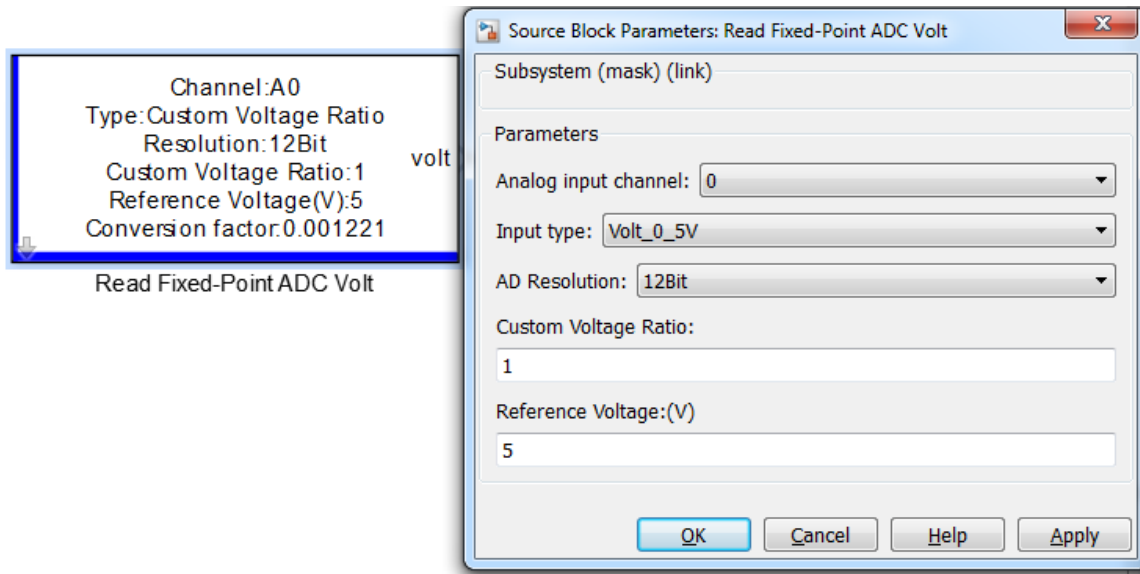 Channel:A0
Type:Custom Voltage Ratio
Resolution:12Bit
Custom Voltage Ratio:1
Reference Voltage(V):5
Conversion factor:0.001221
volt
Read Fixed-Point ADC Volt
Source Block Parameters: Read Fixed-Point ADC Volt
Subsystem (mask) (link)
Parameters
Analog input channel: 0
Input type: Volt_0_5V
AD Resolution: 12Bit
Custom Voltage Ratio:
1
Reference Voltage:(V)
5
OK Cancel Help Apply